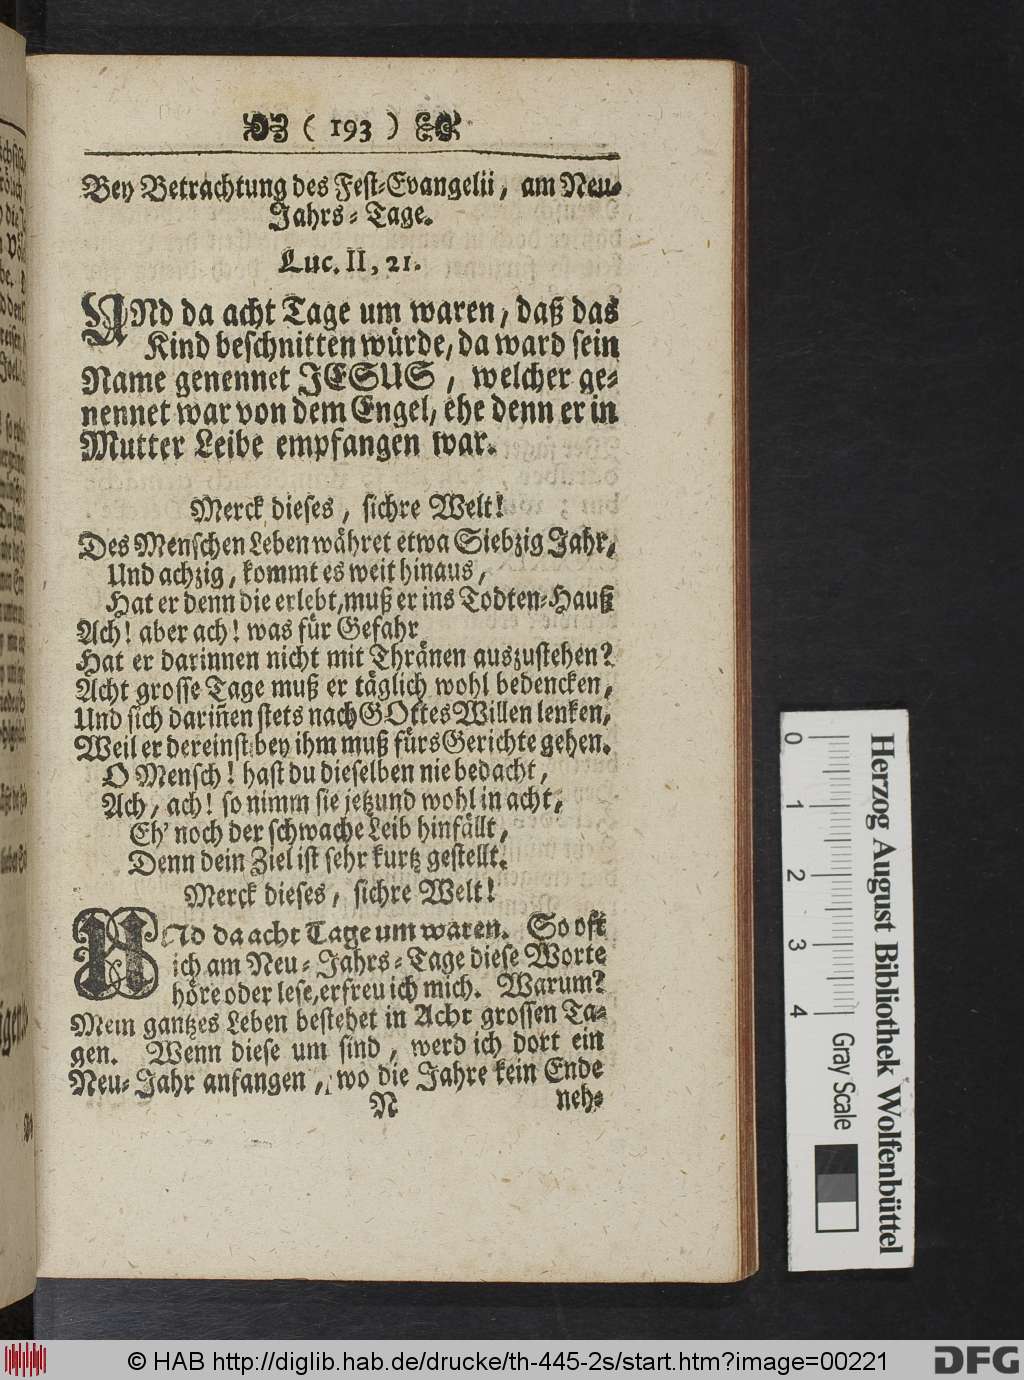 ( 193 )
Bey Betrachtung des Fest-Evangelii, am Neu-
Jahrs-Tage.
Luc. II, 21.
UNd da acht Tage um waren, daß das
Kind beschnitten würde, da ward sein
Name genennet JESUS, welcher ge-
nennet war von dem Engel, ehe denn er in
Mutter Leibe empfangen war.
Merck dieses, sichre Welt!
Des Menschen Leben währet etwa Siebzig Jahr,
Und achzig, kommt es weit hinaus,
Hat er denn die erlebt, muß er ins Todten-Hauß
Ach! aber ach! was für Gefahr
Hat er darinnen nicht mit Thränen auszustehen?
Acht grosse Tage muß er täglich wohl bedencken,
Und sich dariñen stets nach GOttes Willen lenken,
Weil er dereinst bey ihm muß fürs Gerichte gehen.
O Mensch! hast du dieselben nie bedacht,
Ach, ach! so nimm sie jetzund wohl in acht,
Eh' noch der schwache Leib hinfällt,
Denn dein Ziel ist sehr kurtz gestellt.
Merck dieses, sichre Welt!
UNd da acht Tage um waren. So oft
ich am Neu-Jahrs-Tage diese Worte
höre oder lese, erfreu ich mich. Warum?
Mein gantzes Leben bestehet in Acht grossen Ta-
gen. Wenn diese um sind, werd ich dort ein
Neu-Jahr anfangen, wo die Jahre kein Ende
N neh-
0 1 2 3 4
Gray Scale
Herzog August Bibliothek Wolfenbüttel
© HAB http://diglib.hab.de/drucke/th-445-2s/start.htm?image=00221
DFG